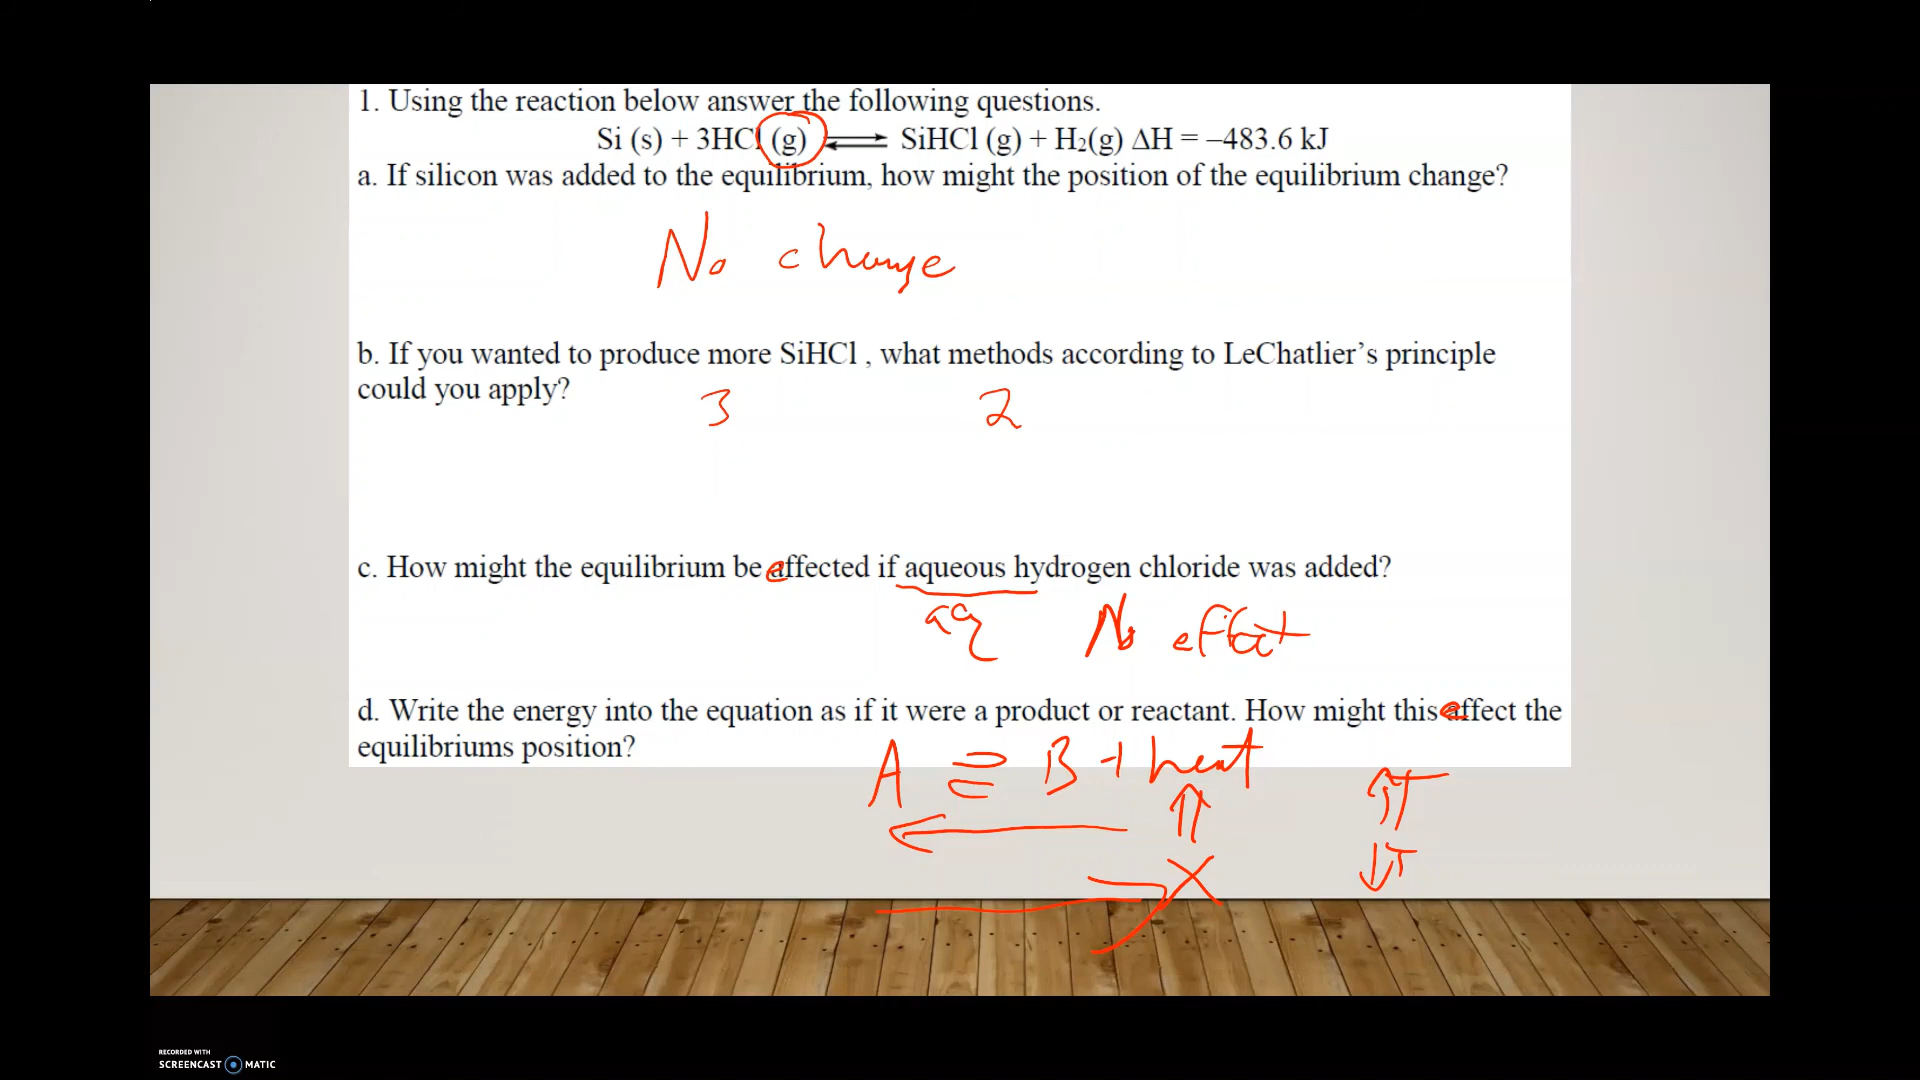 1. Using the reaction below answer the following questions.
Si (s) + 3HCl (g) ⇌ SiHCl (g) + H₂(g) ΔH = –483.6 kJ
a. If silicon was added to the equilibrium, how might the position of the equilibrium change?
No change
b. If you wanted to produce more SiHCl , what methods according to LeChatlier’s principle
could you apply?
3 2
c. How might the equilibrium be effected if aqueous hydrogen chloride was added?
aq No effect
d. Write the energy into the equation as if it were a product or reactant. How might this effect the
equilibriums position?
A ⇌ B + heat
↑ ↑T
← ↓T
→ X
RECORDED WITH
SCREENCAST MATIC